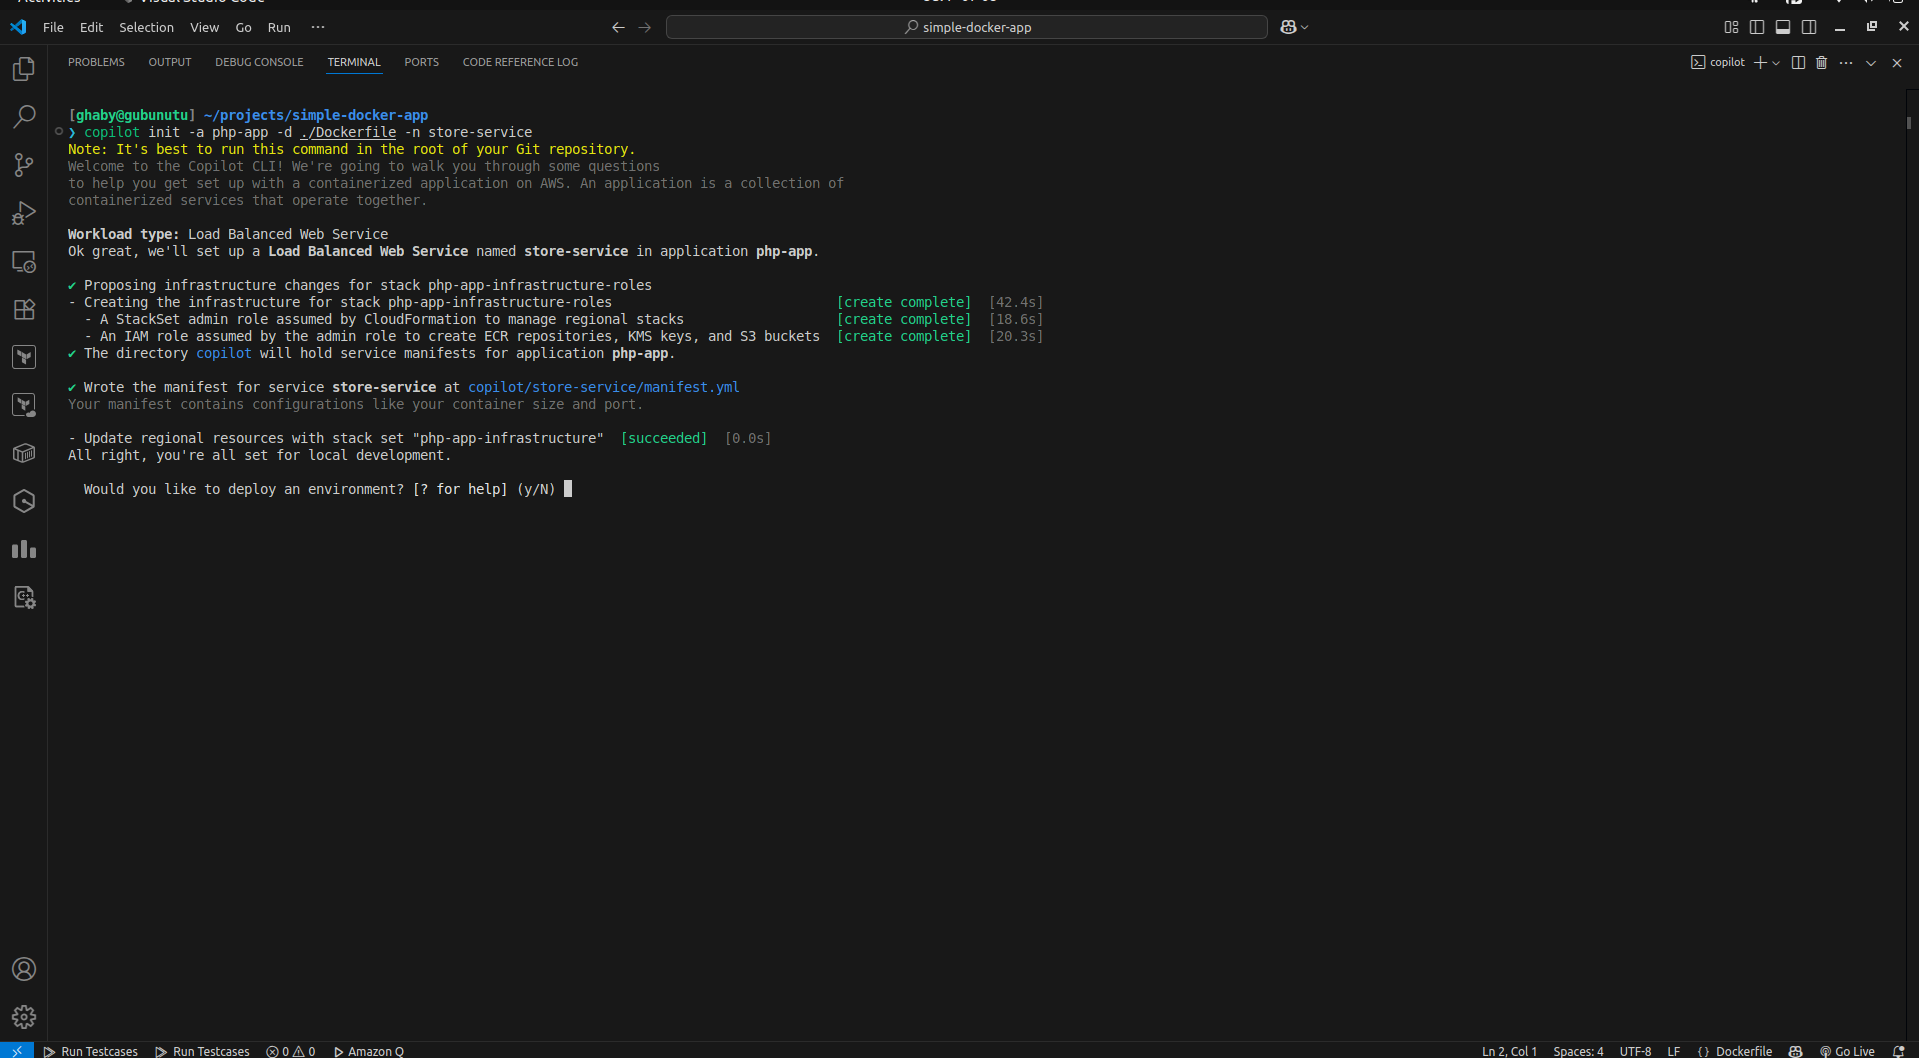 Activities Visual Studio Code
File Edit Selection View Go Run ···
simple-docker-app
PROBLEMS OUTPUT DEBUG CONSOLE TERMINAL PORTS CODE REFERENCE LOG
copilot
[ghaby@gubunutu] ~/projects/simple-docker-app
❯ copilot init -a php-app -d ./Dockerfile -n store-service
Note: It's best to run this command in the root of your Git repository.
Welcome to the Copilot CLI! We're going to walk you through some questions
to help you get set up with a containerized application on AWS. An application is a collection of
containerized services that operate together.
Workload type: Load Balanced Web Service
Ok great, we'll set up a Load Balanced Web Service named store-service in application php-app.
✔ Proposing infrastructure changes for stack php-app-infrastructure-roles
- Creating the infrastructure for stack php-app-infrastructure-roles [create complete] [42.4s]
- A StackSet admin role assumed by CloudFormation to manage regional stacks [create complete] [18.6s]
- An IAM role assumed by the admin role to create ECR repositories, KMS keys, and S3 buckets [create complete] [20.3s]
✔ The directory copilot will hold service manifests for application php-app.
✔ Wrote the manifest for service store-service at copilot/store-service/manifest.yml
Your manifest contains configurations like your container size and port.
- Update regional resources with stack set "php-app-infrastructure" [succeeded] [0.0s]
All right, you're all set for local development.
Would you like to deploy an environment? [? for help] (y/N)
Run Testcases Run Testcases 0 0 Amazon Q Ln 2, Col 1 Spaces: 4 UTF-8 LF {} Dockerfile Go Live